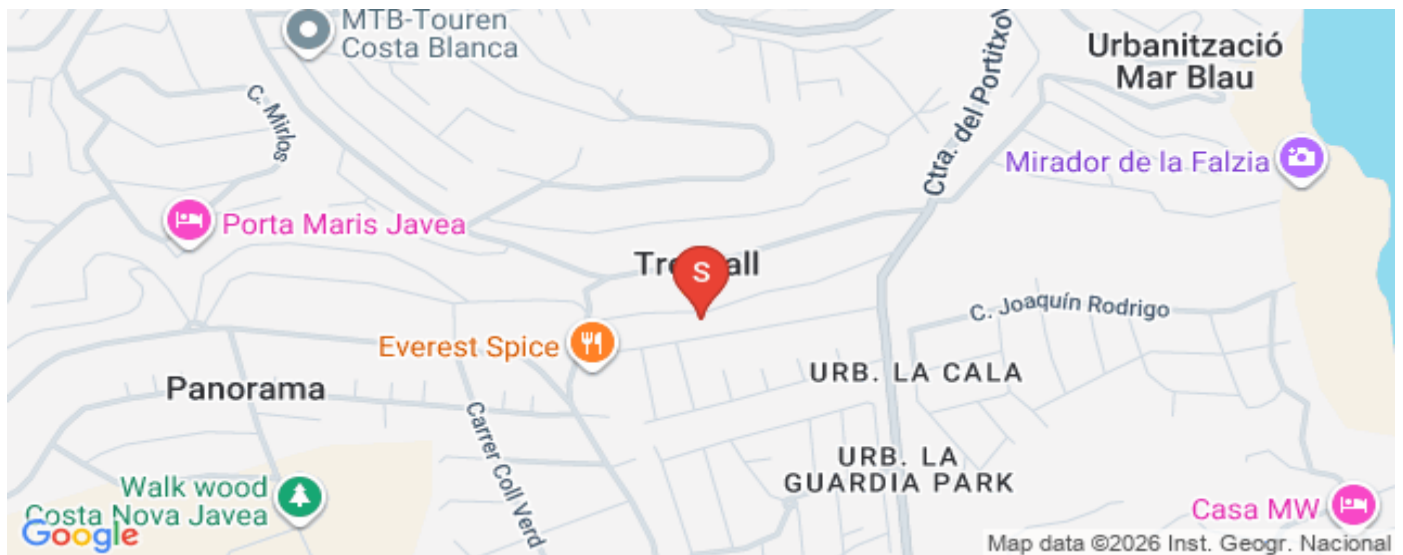 MTB-Touren
Costa Blanca
Urbanització
Mar Blau
C. Mirlos
Ctra. del Portitxo
Mirador de la Falzia
Porta Maris Javea
S
C. Joaquín Rodrigo
Everest Spice
URB. LA CALA
Panorama
Carrer Coll Verd
URB. LA
GUARDIA PARK
Walk wood
Costa Nova Javea
Casa MW
Google
Map data ©2026 Inst. Geogr. Nacional